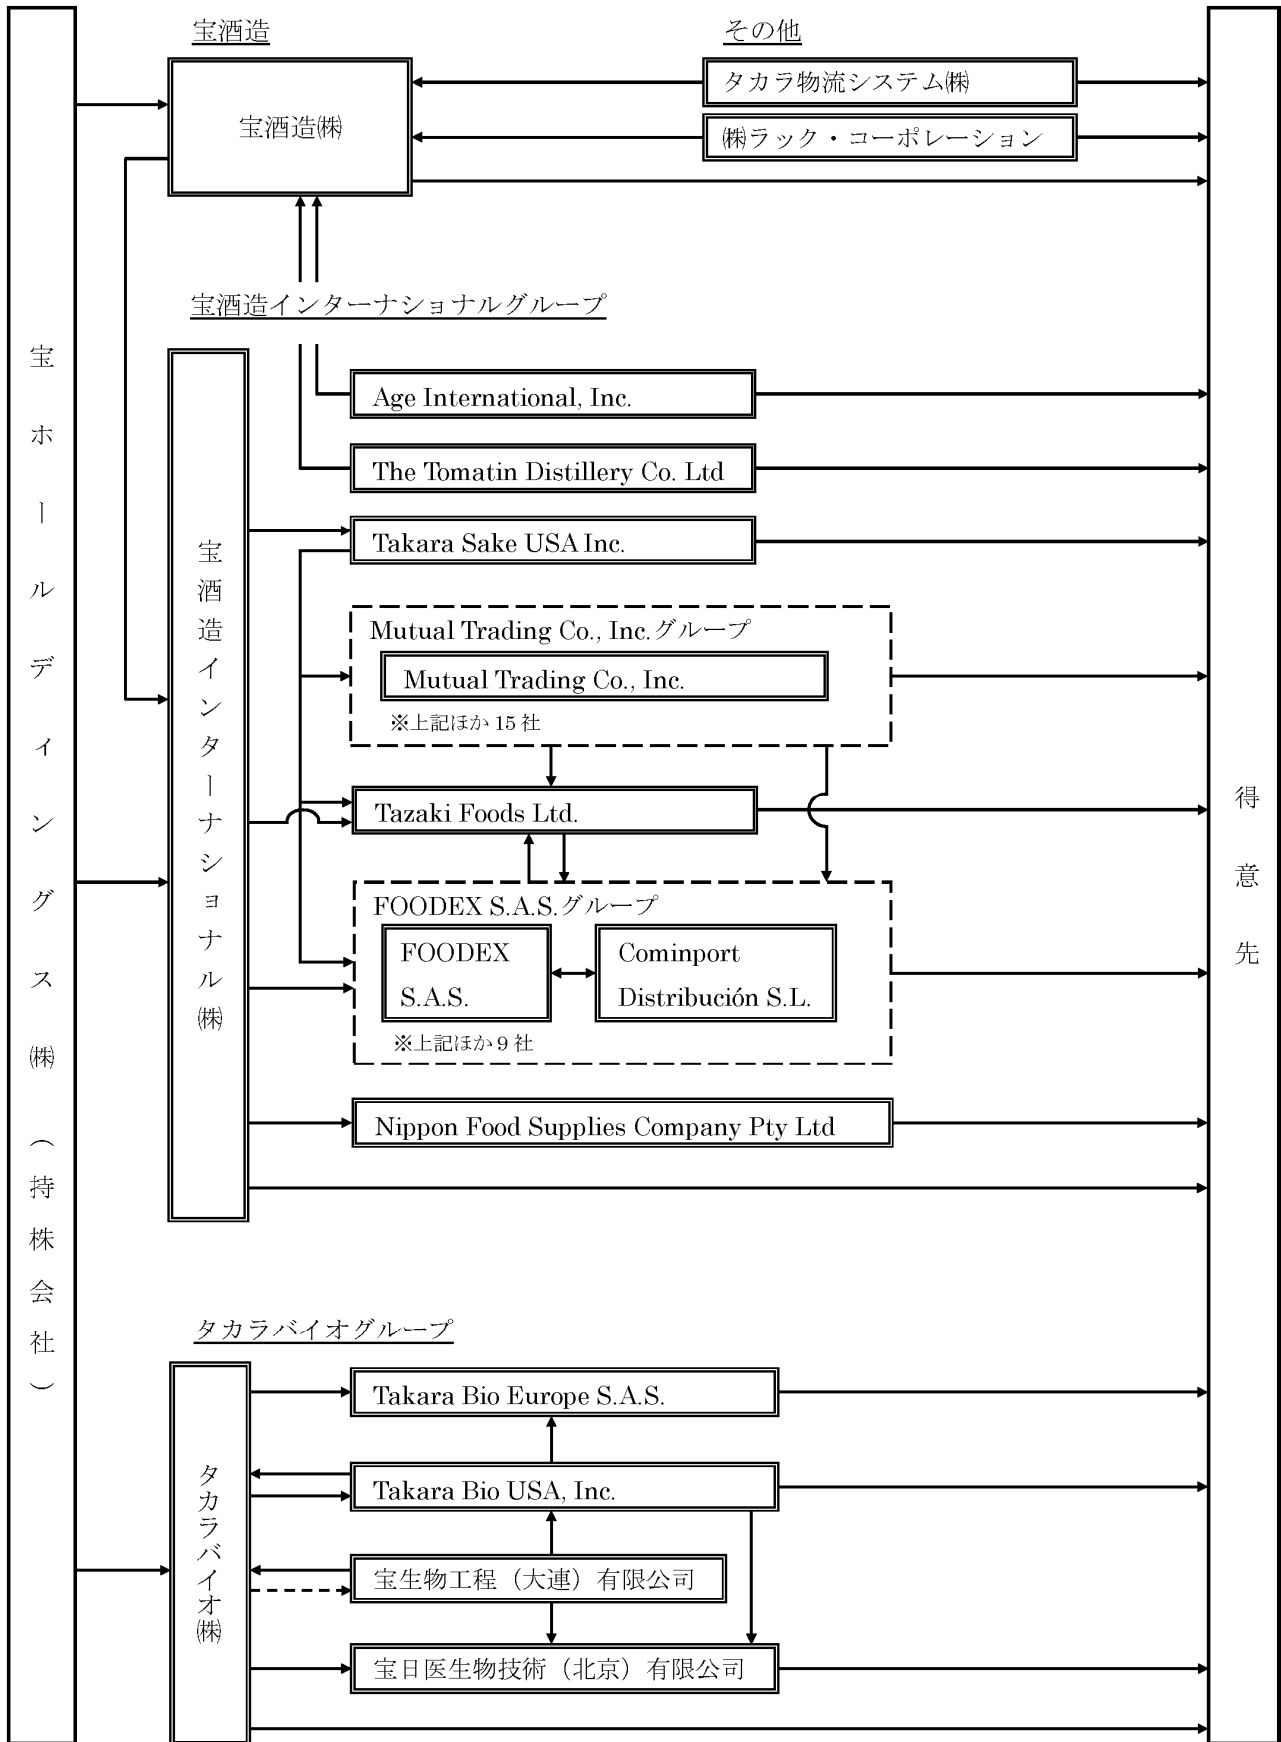 宝ホールディングス㈱（持株会社）
宝酒造
宝酒造㈱
その他
タカラ物流システム㈱
㈱ラック・コーポレーション
宝酒造インターナショナルグループ
宝酒造インターナショナル㈱
Age International, Inc.
The Tomatin Distillery Co. Ltd
Takara Sake USA Inc.
Mutual Trading Co., Inc.グループ
Mutual Trading Co., Inc.
※上記ほか 15 社
Tazaki Foods Ltd.
FOODEX S.A.S.グループ
FOODEX
S.A.S.
Cominport
Distribución S.L.
※上記ほか 9 社
Nippon Food Supplies Company Pty Ltd
タカラバイオグループ
タカラバイオ㈱
Takara Bio Europe S.A.S.
Takara Bio USA, Inc.
宝生物工程（大連）有限公司
宝日医生物技術（北京）有限公司
得意先